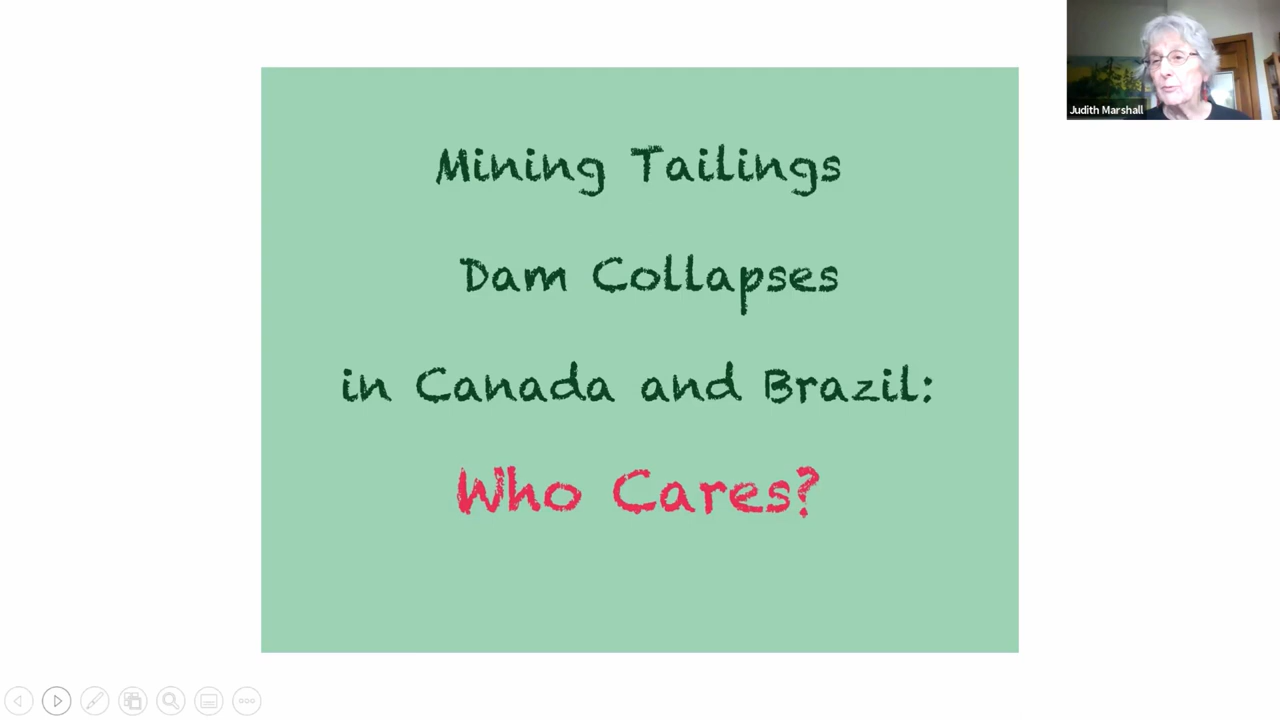 Mining Tailings
Dam Collapses
in Canada and Brazil:
Who Cares?
Judith Marshall